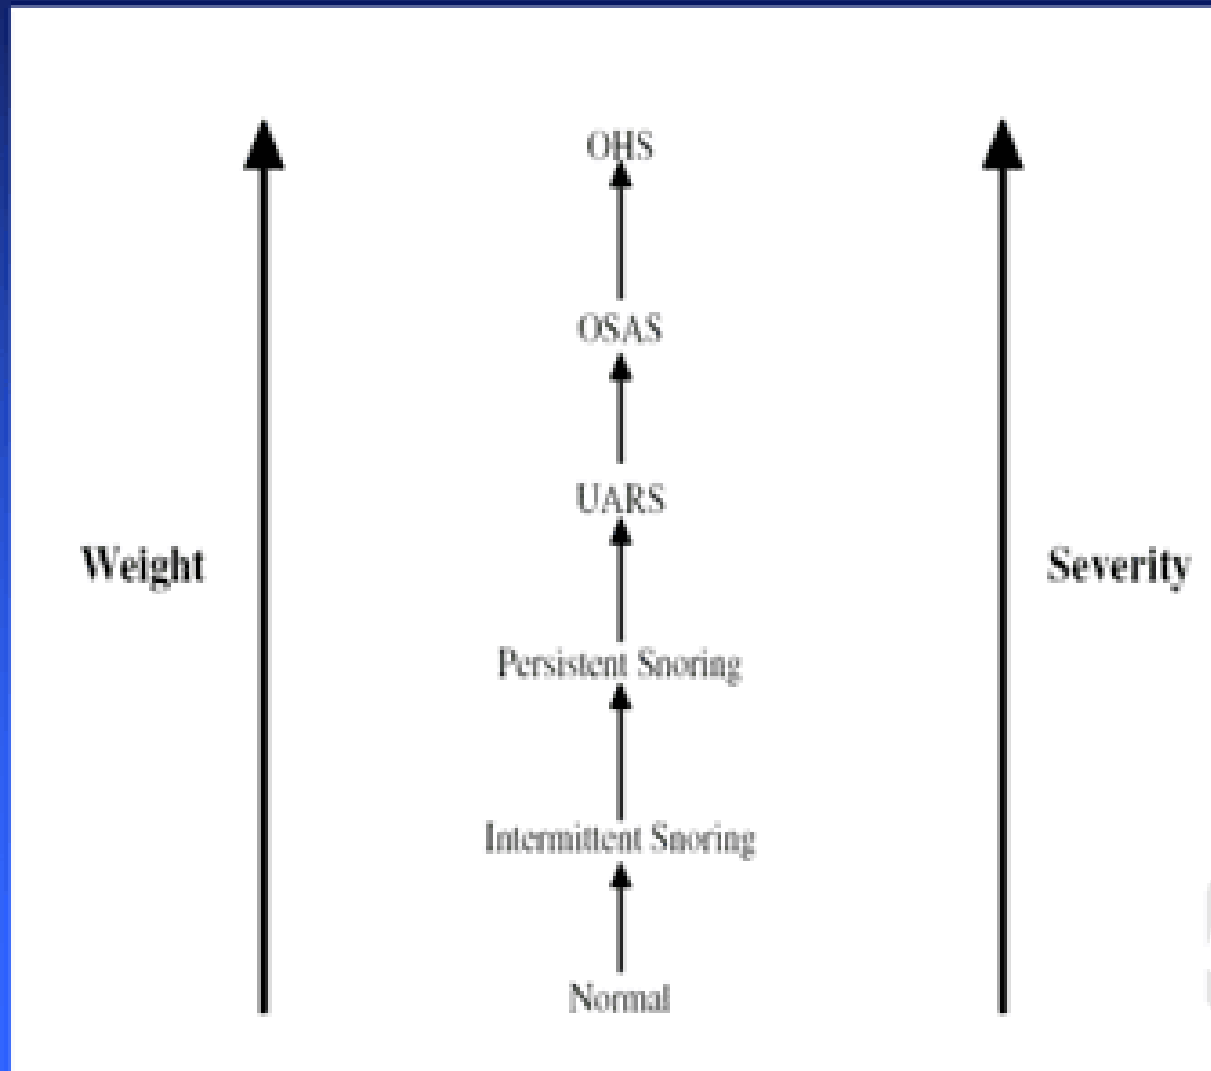 OHS
OSAS
UARS
Weight
Severity
Persistent Snoring
Intermittent Snoring
Normal